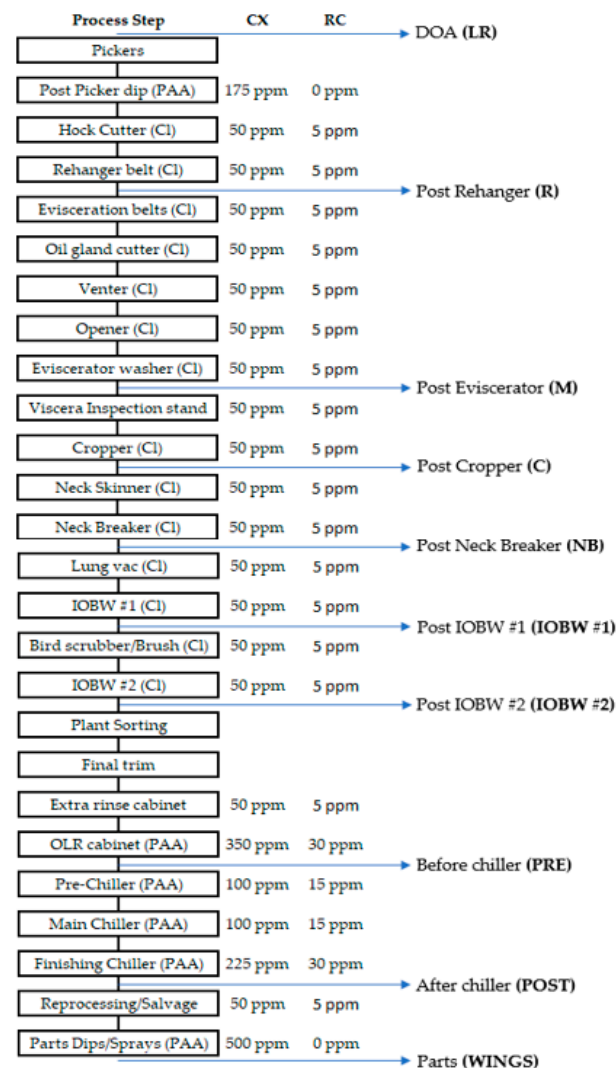 Process Step CX RC
DOA (LR)
Pickers
Post Picker dip (PAA) 175 ppm 0 ppm
Hock Cutter (Cl) 50 ppm 5 ppm
Rehanger belt (Cl) 50 ppm 5 ppm
Post Rehanger (R)
Evisceration belts (Cl) 50 ppm 5 ppm
Oil gland cutter (Cl) 50 ppm 5 ppm
Venter (Cl) 50 ppm 5 ppm
Opener (Cl) 50 ppm 5 ppm
Eviscerator washer (Cl) 50 ppm 5 ppm
Post Eviscerator (M)
Viscera Inspection stand 50 ppm 5 ppm
Cropper (Cl) 50 ppm 5 ppm
Post Cropper (C)
Neck Skinner (Cl) 50 ppm 5 ppm
Neck Breaker (Cl) 50 ppm 5 ppm
Post Neck Breaker (NB)
Lung vac (Cl) 50 ppm 5 ppm
IOBW #1 (Cl) 50 ppm 5 ppm
Post IOBW #1 (IOBW #1)
Bird scrubber/Brush (Cl) 50 ppm 5 ppm
IOBW #2 (Cl) 50 ppm 5 ppm
Post IOBW #2 (IOBW #2)
Plant Sorting
Final trim
Extra rinse cabinet 50 ppm 5 ppm
OLR cabinet (PAA) 350 ppm 30 ppm
Before chiller (PRE)
Pre-Chiller (PAA) 100 ppm 15 ppm
Main Chiller (PAA) 100 ppm 15 ppm
Finishing Chiller (PAA) 225 ppm 30 ppm
After chiller (POST)
Reprocessing/Salvage 50 ppm 5 ppm
Parts Dips/Sprays (PAA) 500 ppm 0 ppm
Parts (WINGS)